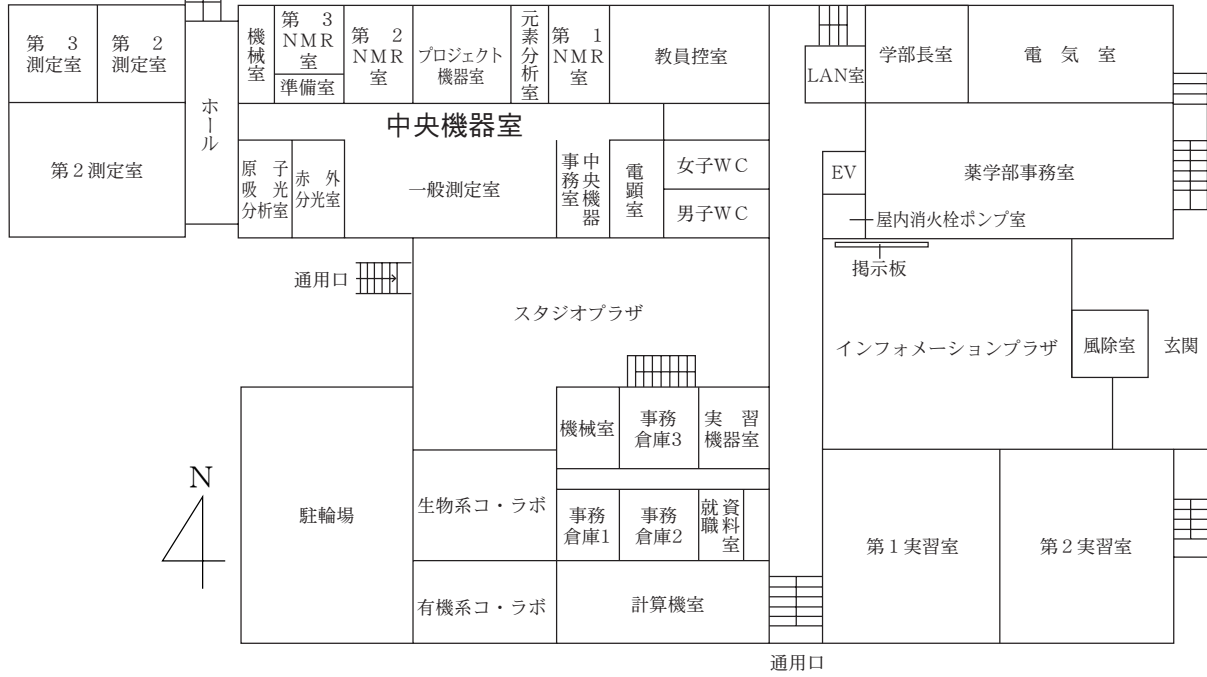 第３
測定室
第２
測定室
ホール
機械室
第３
NMR
室
準備室
第２
NMR
室
プロジェクト
機器室
元素分析室
第１
NMR
室
教員控室
LAN室
学部長室
電気室
中央機器室
第２測定室
原子
吸光
分析室
赤外
分光室
一般測定室
中央機器
事務室
電顕室
女子WC
男子WC
EV
薬学部事務室
屋内消火栓ポンプ室
掲示板
通用口
スタジオプラザ
インフォメーションプラザ
風除室
玄関
機械室
事務
倉庫3
実習
機器室
N
駐輪場
生物系コ・ラボ
事務
倉庫1
事務
倉庫2
就職
資料室
第１実習室
第２実習室
有機系コ・ラボ
計算機室
通用口